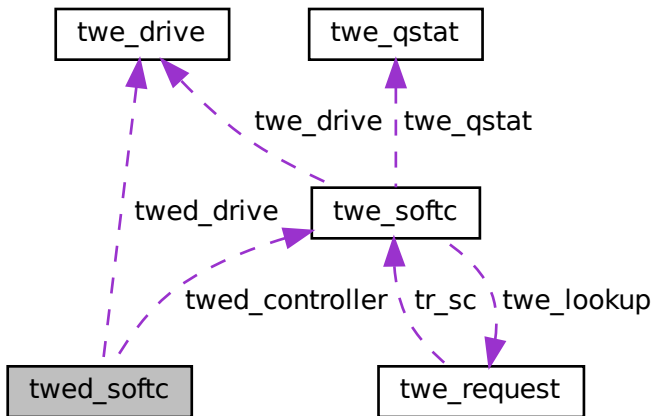 twe_drive
twe_qstat
twe_drive
twe_qstat
twed_drive
twe_softc
twed_controller
tr_sc
twe_lookup
twed_softc
twe_request